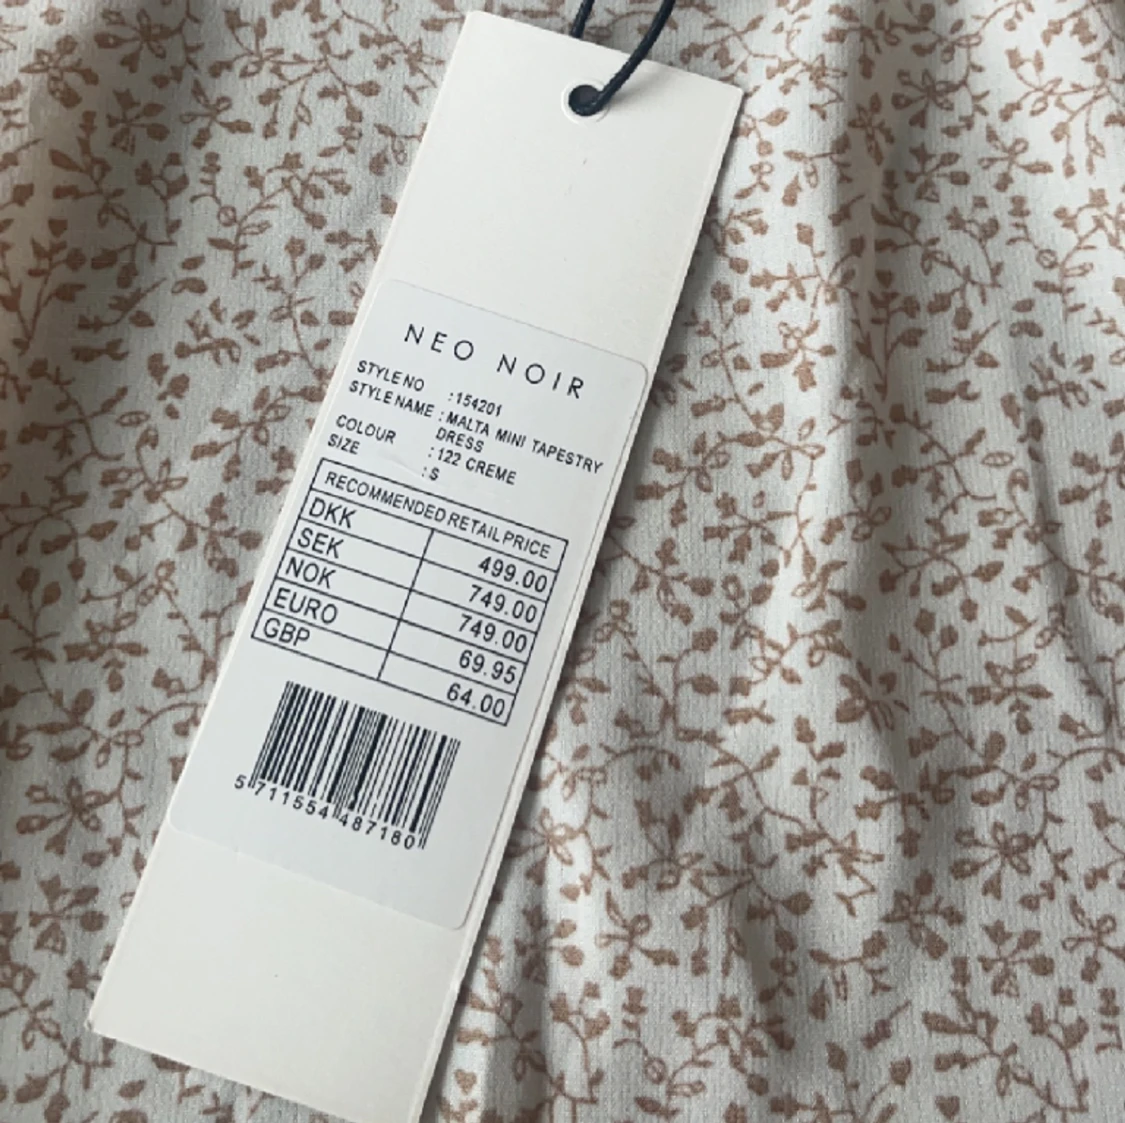 NEO NOIR
STYLE NO : 154201
STYLE NAME : MALTA MINI TAPESTRY
DRESS
COLOUR : 122 CREME
SIZE : S
RECOMMENDED RETAIL PRICE
DKK 499.00
SEK 749.00
NOK 749.00
EURO 69.95
GBP 64.00
5 711554 487180